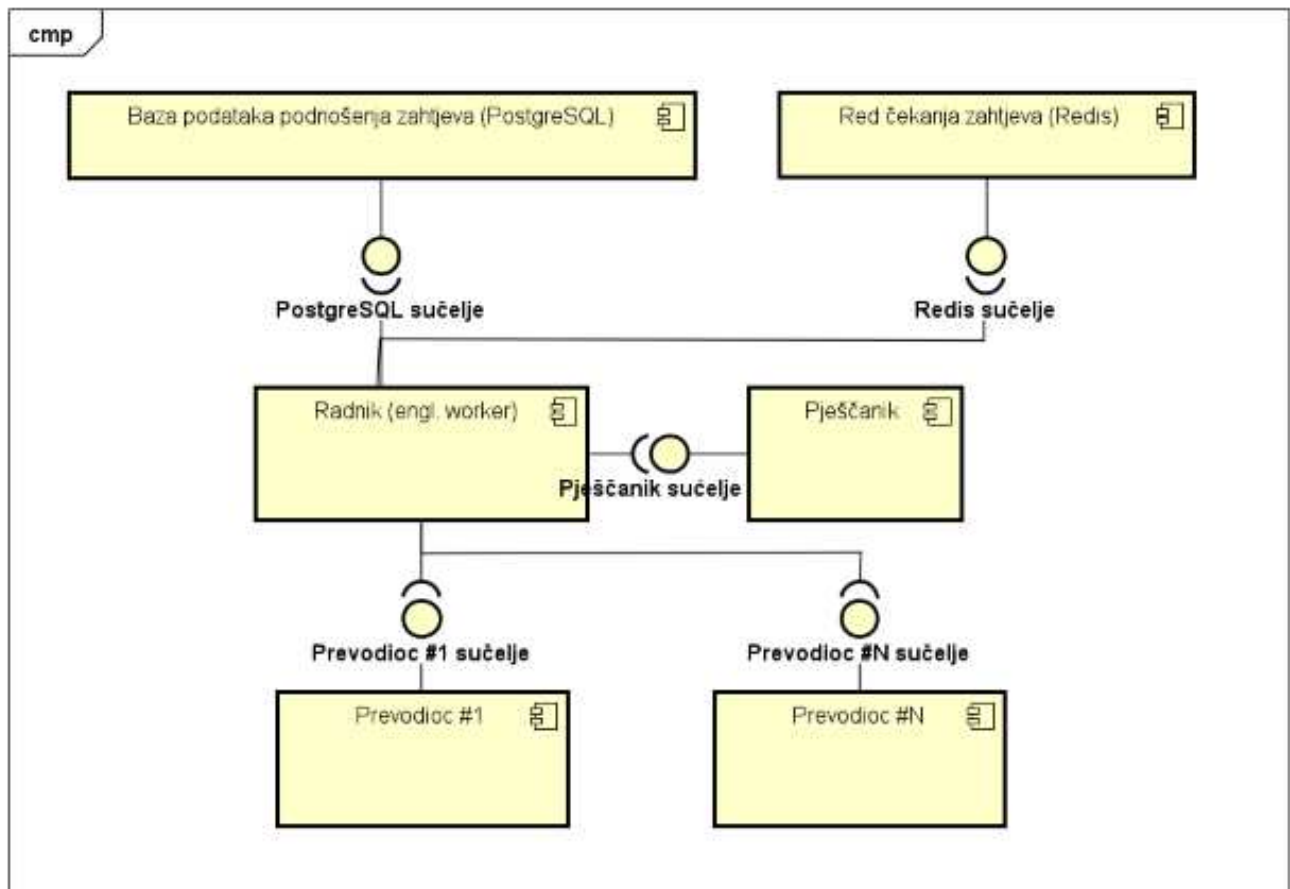 cmp
Baza podataka podnošenja zahtjeva (PostgreSQL)
Red čekanja zahtjeva (Redis)
PostgreSQL sučelje
Redis sučelje
Radnik (engl. worker)
Pješčanik
Pješčanik sučelje
Prevodioc #1 sučelje
Prevodioc #N sučelje
Prevodioc #1
Prevodioc #N